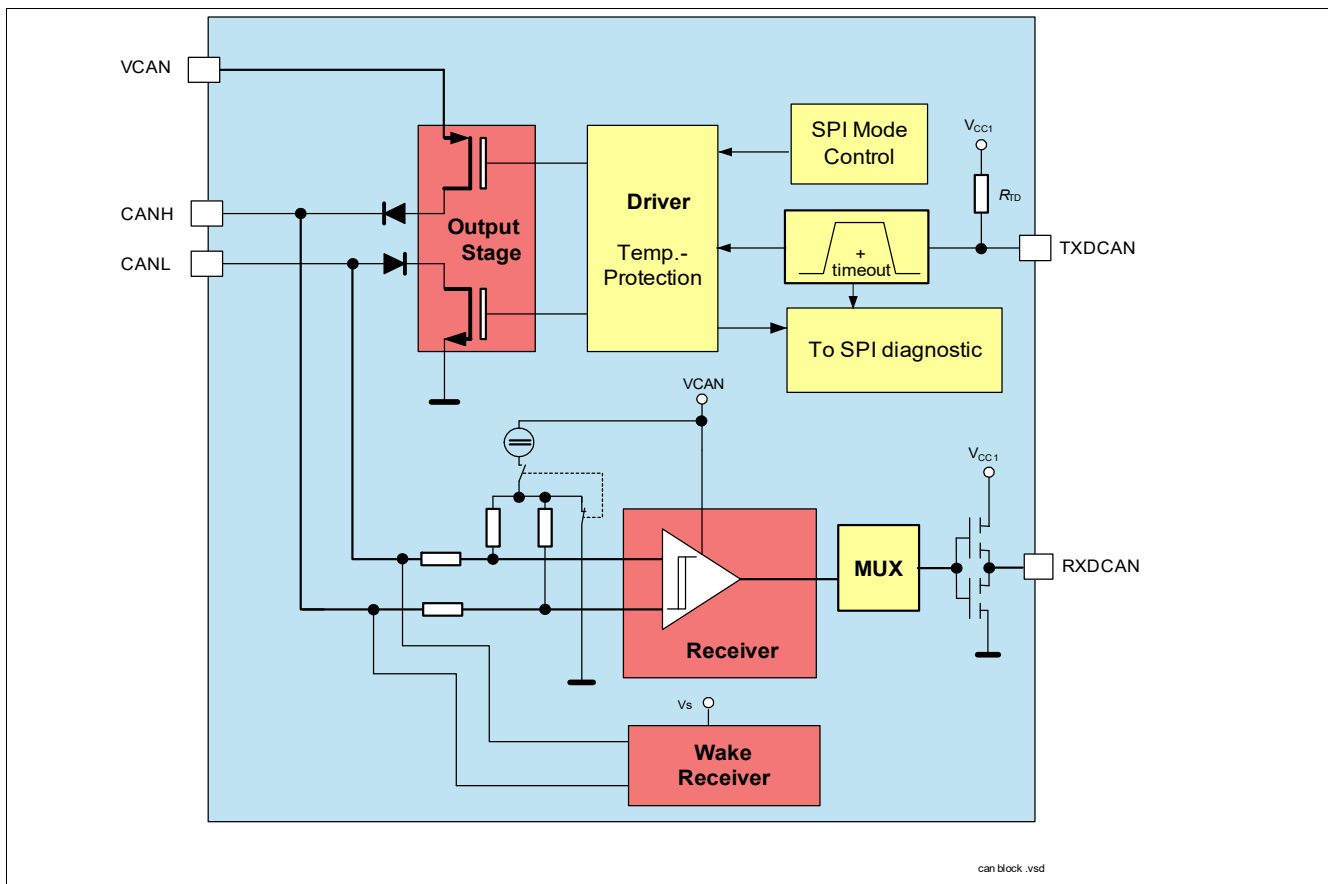 VCAN
SPI Mode
Control
VCC1
RTD
CANH
Driver
Output
Stage
CANL
Temp.-
Protection
+
timeout
TXDCAN
To SPI diagnostic
VCAN
VCC1
MUX
RXDCAN
Receiver
Vs
Wake
Receiver
can block .vsd